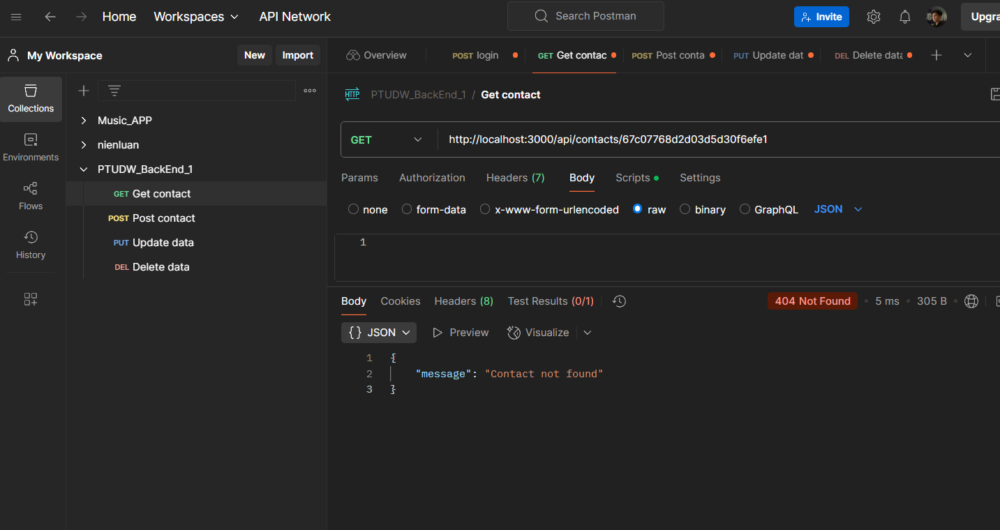 Home Workspaces API Network Search Postman Invite Upgra
My Workspace New Import Overview POST login GET Get contac POST Post conta PUT Update dat DEL Delete data
Collections
Environments
Flows
History
Music_APP
nienluan
PTUDW_BackEnd_1
GET Get contact
POST Post contact
PUT Update data
DEL Delete data
HTTP PTUDW_BackEnd_1 / Get contact
GET http://localhost:3000/api/contacts/67c07768d2d03d5d30f6efe1
Params Authorization Headers (7) Body Scripts Settings
none form-data x-www-form-urlencoded raw binary GraphQL JSON
1
Body Cookies Headers (8) Test Results (0/1) 404 Not Found 5 ms 305 B
{} JSON Preview Visualize
1 {
2 "message": "Contact not found"
3 }